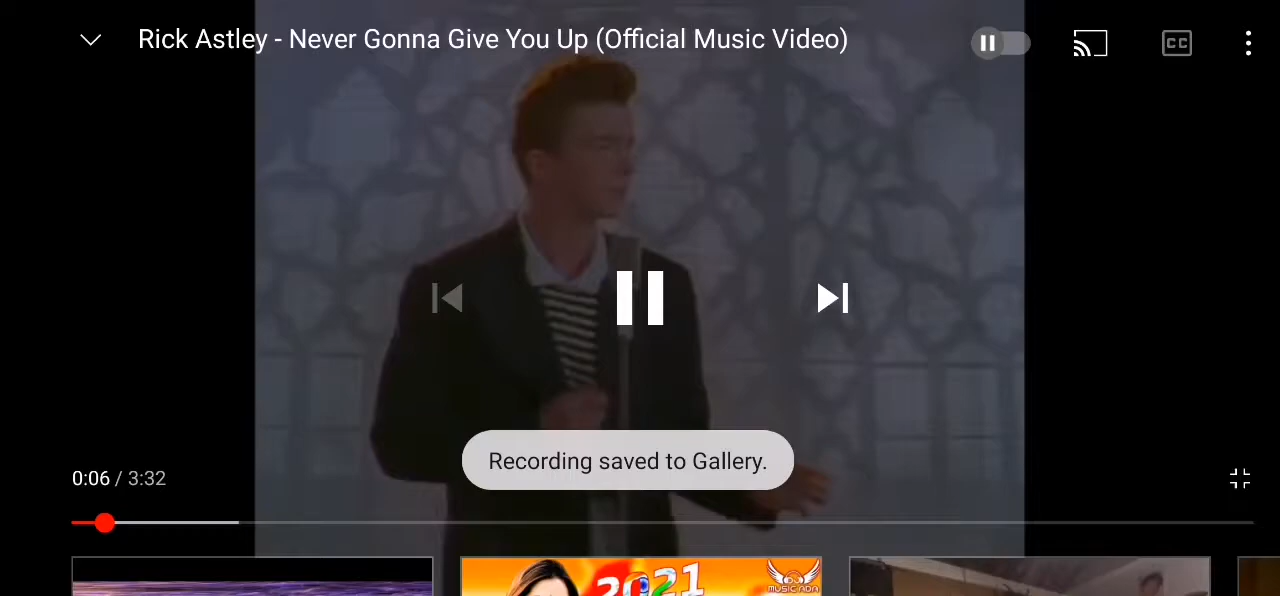 Rick Astley - Never Gonna Give You Up (Official Music Video)
CC
Recording saved to Gallery.
0:06 / 3:32
2021
MUSIC ADA